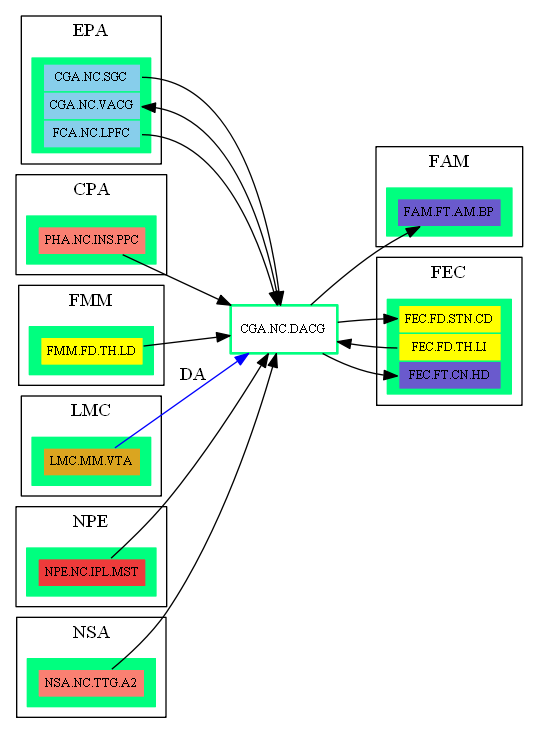 EPA
CGA.NC.SGC
CGA.NC.VACG
FCA.NC.LPFC
CPA
PHA.NC.INS.PPC
FMM
FMM.FD.TH.LD
LMC
LMC.MM.VTA
NPE
NPE.NC.IPL.MST
NSA
NSA.NC.TTG.A2
DA
CGA.NC.DACG
FAM
FAM.FT.AM.BP
FEC
FEC.FD.STN.CD
FEC.FD.TH.LI
FEC.FT.CN.HD